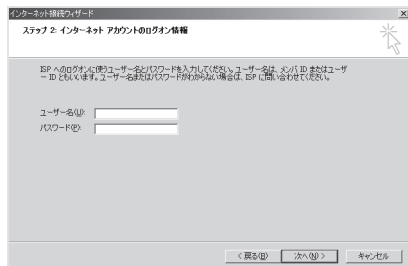 インターネット接続ウィザード
ステップ 2: インターネット アカウントのログオン情報
ISP へのログオンに使うユーザー名とパスワードを入力してください。ユーザー名は、メンバ ID またはユーザ
ー ID ともいいます。ユーザー名またはパスワードがわからない場合は、ISP に問い合わせてください。
ユーザー名(U):
パスワード(P):
< 戻る(B)
次へ(N) >
キャンセル